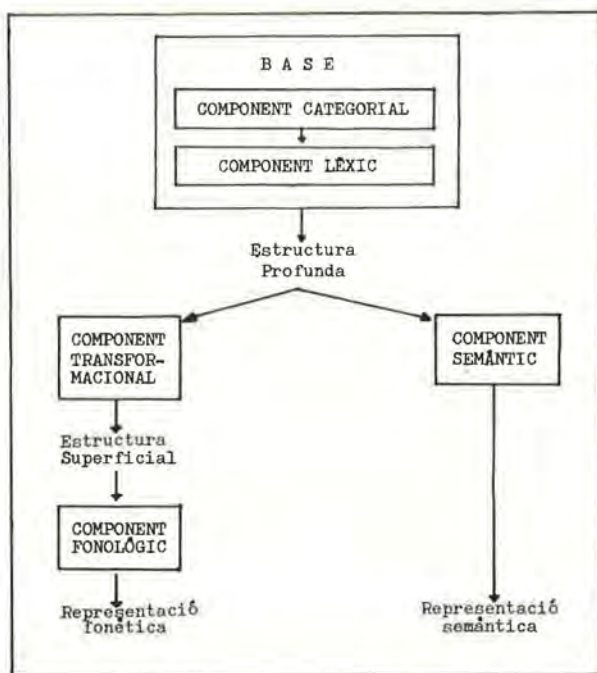 B A S E
COMPONENT CATEGORIAL
COMPONENT LÈXIC
Estructura
Profunda
COMPONENT
TRANSFOR-
MACIONAL
COMPONENT
SEMÀNTIC
Estructura
Superficial
COMPONENT
FONOLÒGIC
Representació
fonètica
Representació
semàntica